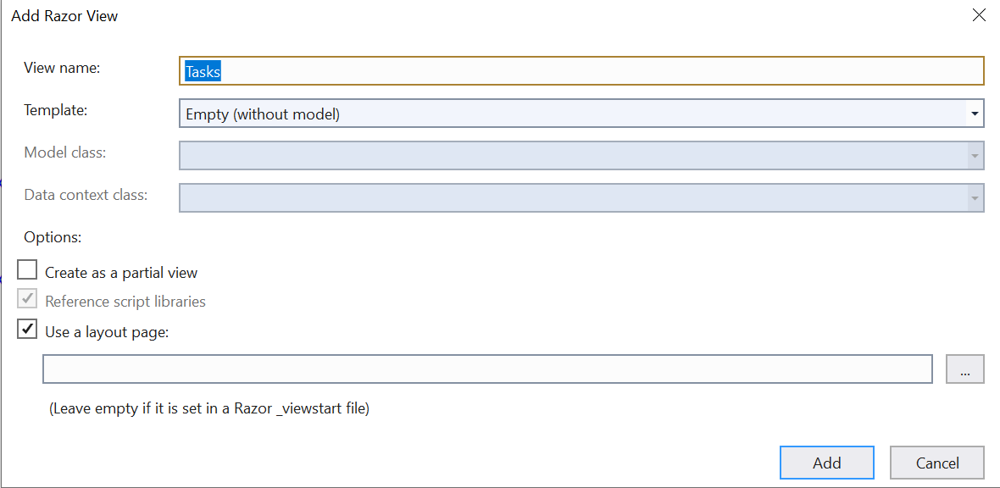 Add Razor View
View name:
Tasks
Template:
Empty (without model)
Model class:
Data context class:
Options:
Create as a partial view
Reference script libraries
Use a layout page:
...
(Leave empty if it is set in a Razor _viewstart file)
Add
Cancel